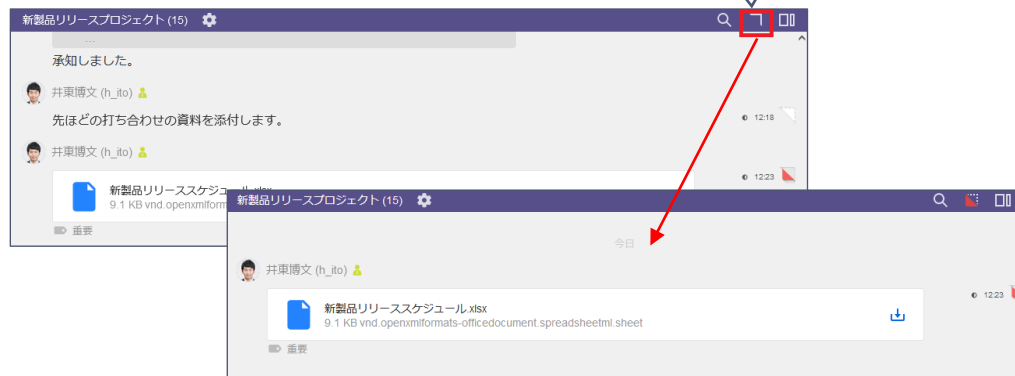 新製品リリースプロジェクト (15)
....
承知しました。
井東博文 (h_ito)
先ほどの打ち合わせの資料を添付します。
12:18
井東博文 (h_ito)
12:23
新製品リリーススケジュール.xlsx
9.1 KB vnd.openxmlform
重要
新製品リリースプロジェクト (15)
今日
井東博文 (h_ito)
12:23
新製品リリーススケジュール.xlsx
9.1 KB vnd.openxmlformats-officedocument.spreadsheetml.sheet
重要